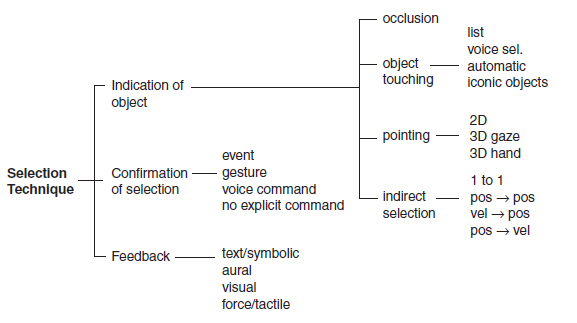 Selection
Technique
Indication of
object
occlusion
object
touching
list
voice sel.
automatic
iconic objects
pointing
2D
3D gaze
3D hand
indirect
selection
1 to 1
pos → pos
vel → pos
pos → vel
Confirmation
of selection
event
gesture
voice command
no explicit command
Feedback
text/symbolic
aural
visual
force/tactile